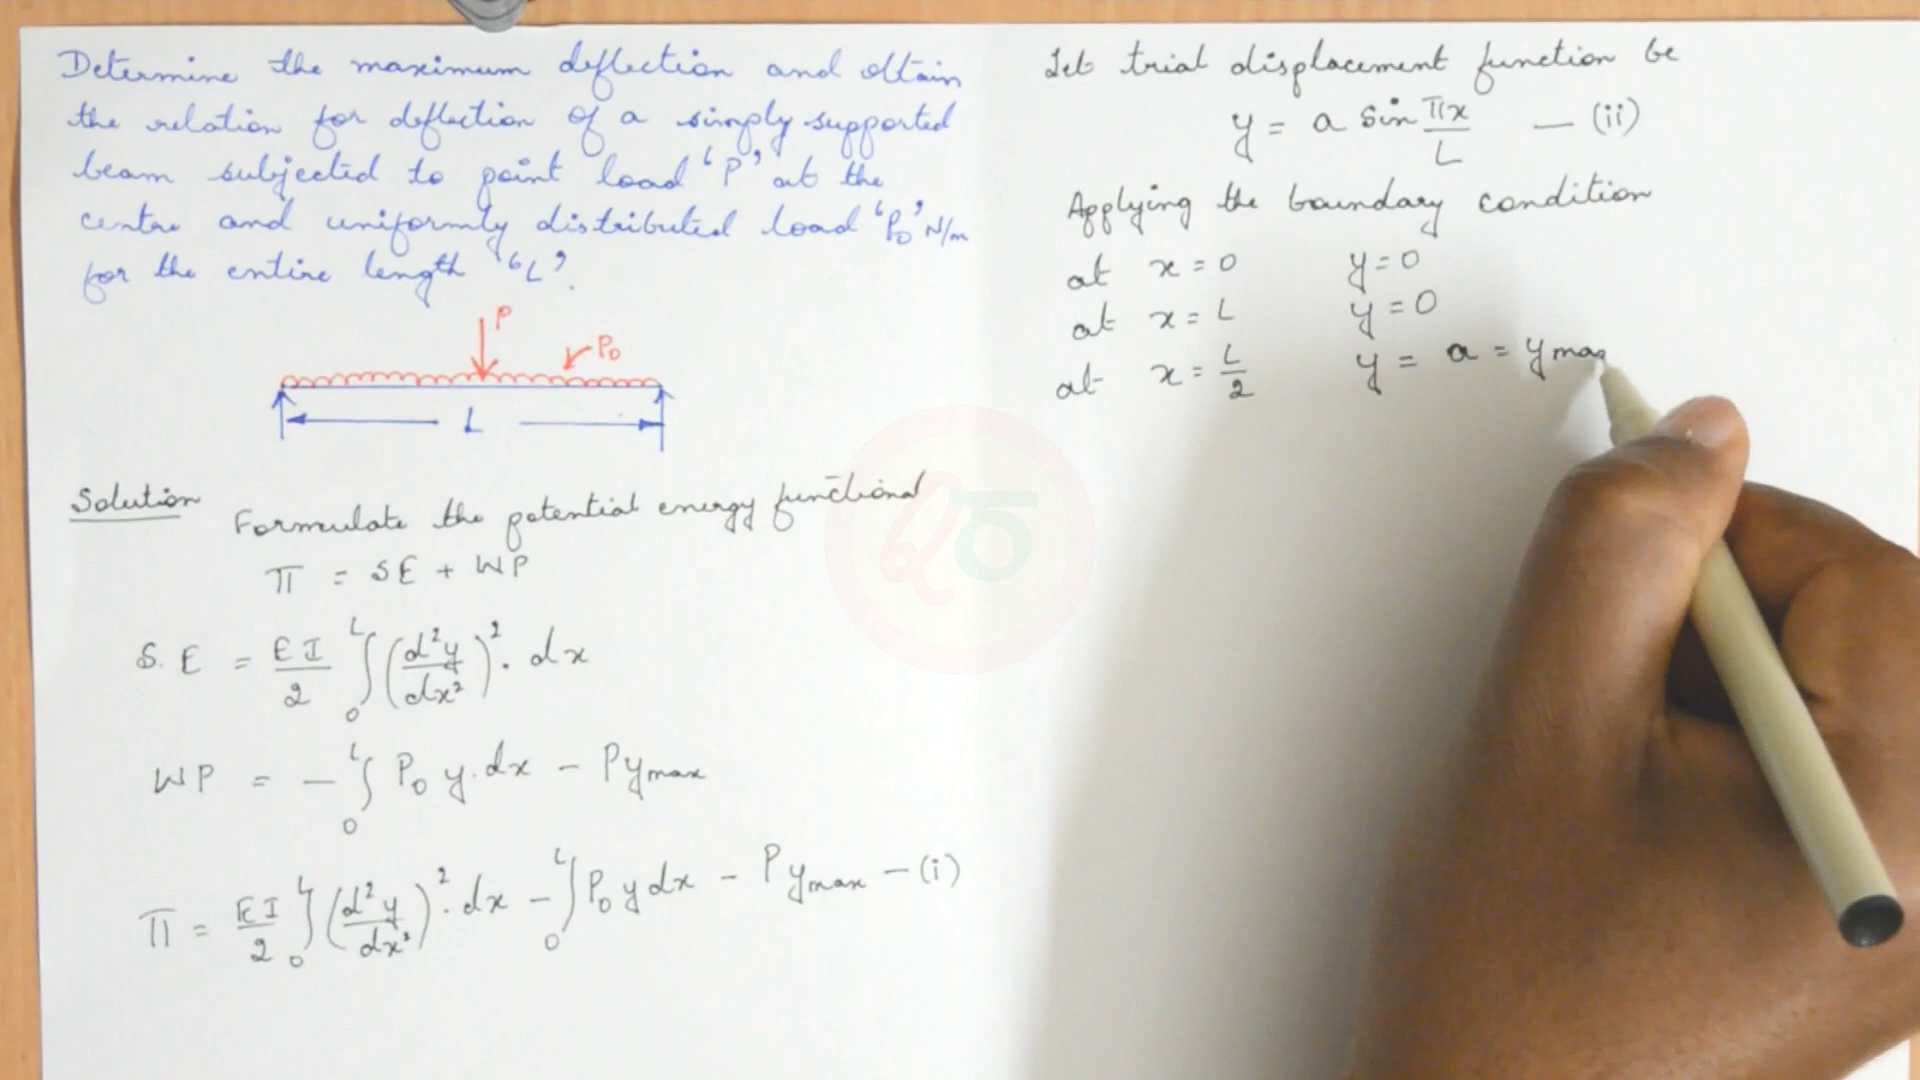 Determine the maximum deflection and obtain
the relation for deflection of a simply supported
beam subjected to point load 'P' at the
centre and uniformly distributed load 'P₀' N/m
for the entire length 'L'.
P
P₀
L
Solution
Formulate the potential energy functional
π = SE + WP
S.E = EI/2 ∫₀ᴸ (d²y/dx²)² . dx
WP = - ∫₀ᴸ P₀ y. dx - Pymax
π = EI/2 ∫₀ᴸ (d²y/dx²)² . dx - ∫₀ᴸ P₀ y dx - P ymax - (i)
Let trial displacement function be
y = a sin πx/L — (ii)
Applying the boundary condition
at x = 0 y = 0
at x = L y = 0
at x = L/2 y = a = ymax